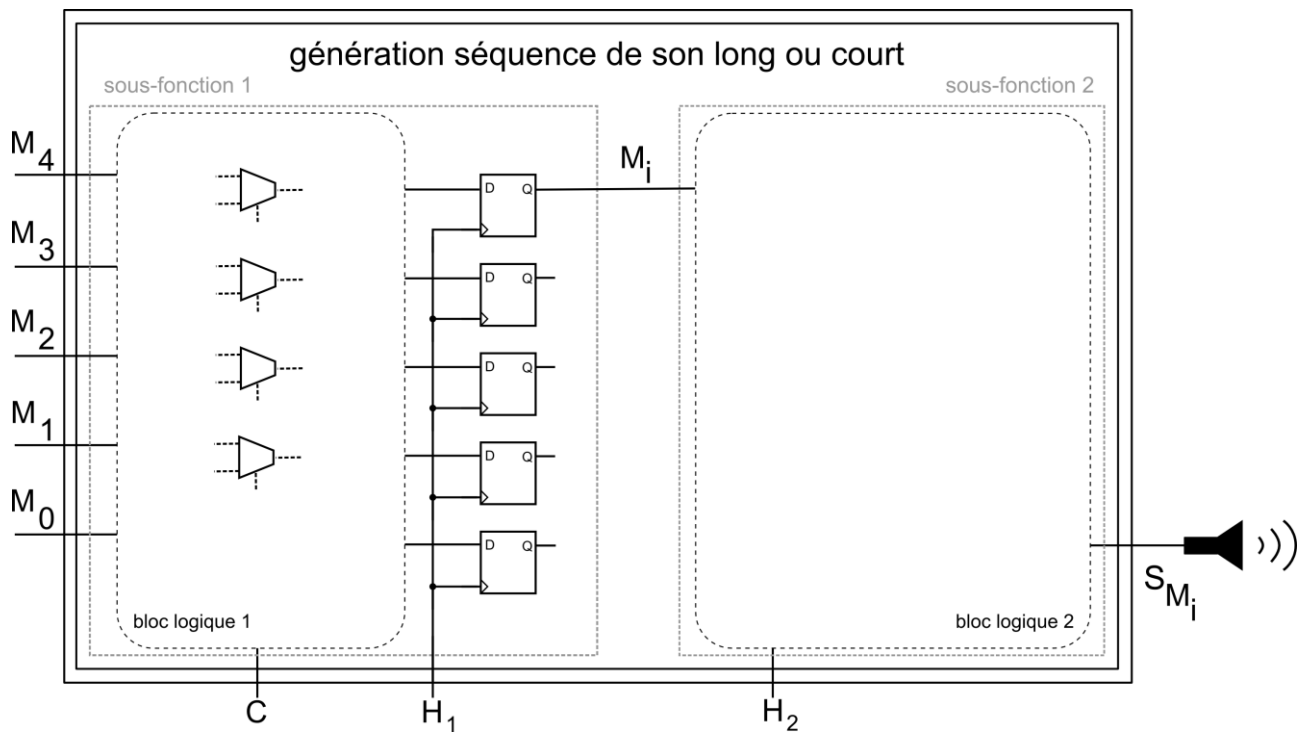 génération séquence de son long ou court
sous-fonction 1
sous-fonction 2
M4
M3
M2
M1
M0
D Q
D Q
D Q
D Q
D Q
Mi
SMi
bloc logique 1
bloc logique 2
C
H1
H2